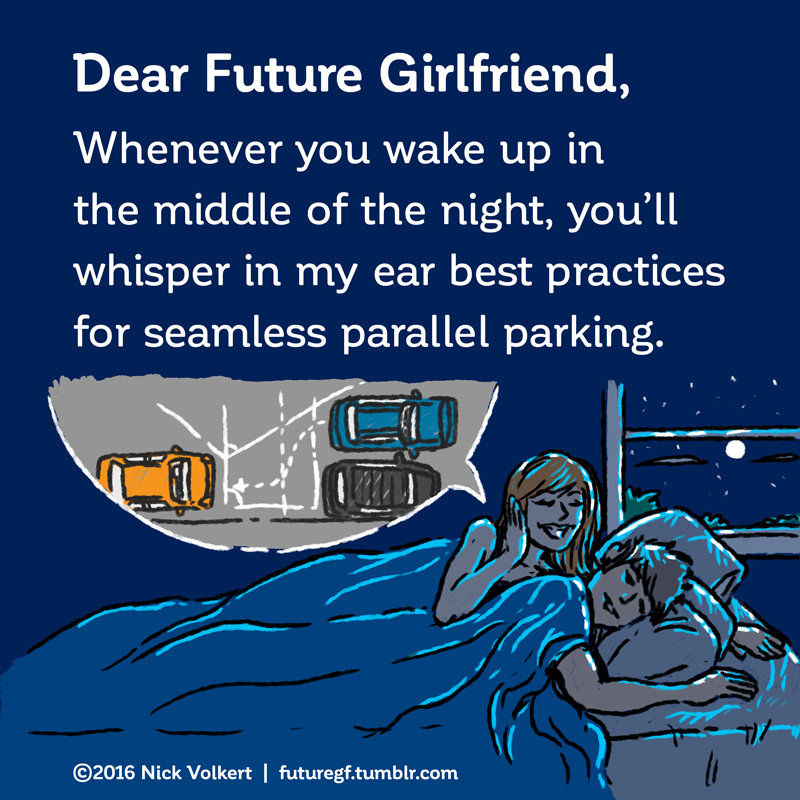 Dear Future Girlfriend,
Whenever you wake up in
the middle of the night, you’ll
whisper in my ear best practices
for seamless parallel parking.
©2016 Nick Volkert | futuregf.tumblr.com